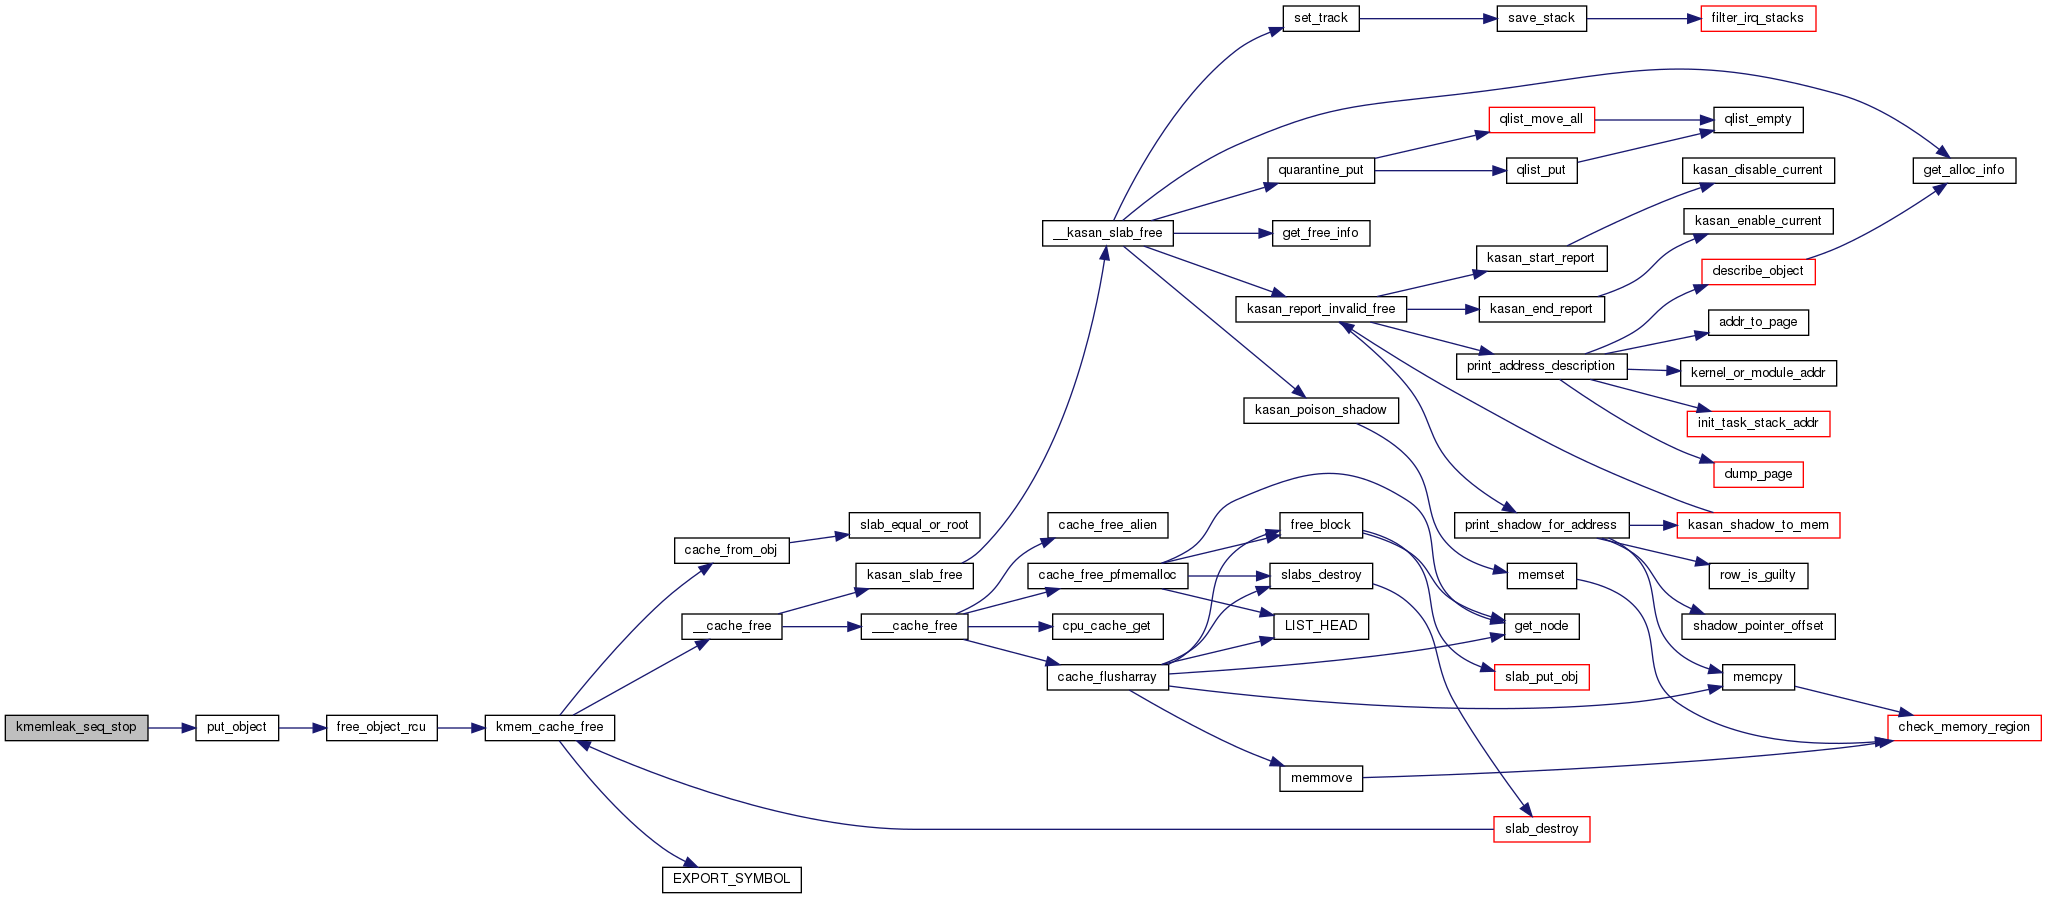 set_track
save_stack
filter_irq_stacks
qlist_move_all
qlist_empty
quarantine_put
qlist_put
kasan_disable_current
get_alloc_info
kasan_enable_current
__kasan_slab_free
get_free_info
kasan_start_report
describe_object
kasan_report_invalid_free
kasan_end_report
addr_to_page
print_address_description
kernel_or_module_addr
kasan_poison_shadow
init_task_stack_addr
dump_page
slab_equal_or_root
cache_free_alien
free_block
print_shadow_for_address
kasan_shadow_to_mem
cache_from_obj
kasan_slab_free
cache_free_pfmemalloc
slabs_destroy
memset
row_is_guilty
__cache_free
___cache_free
cpu_cache_get
LIST_HEAD
get_node
shadow_pointer_offset
cache_flusharray
slab_put_obj
memcpy
kmemleak_seq_stop
put_object
free_object_rcu
kmem_cache_free
check_memory_region
memmove
slab_destroy
EXPORT_SYMBOL